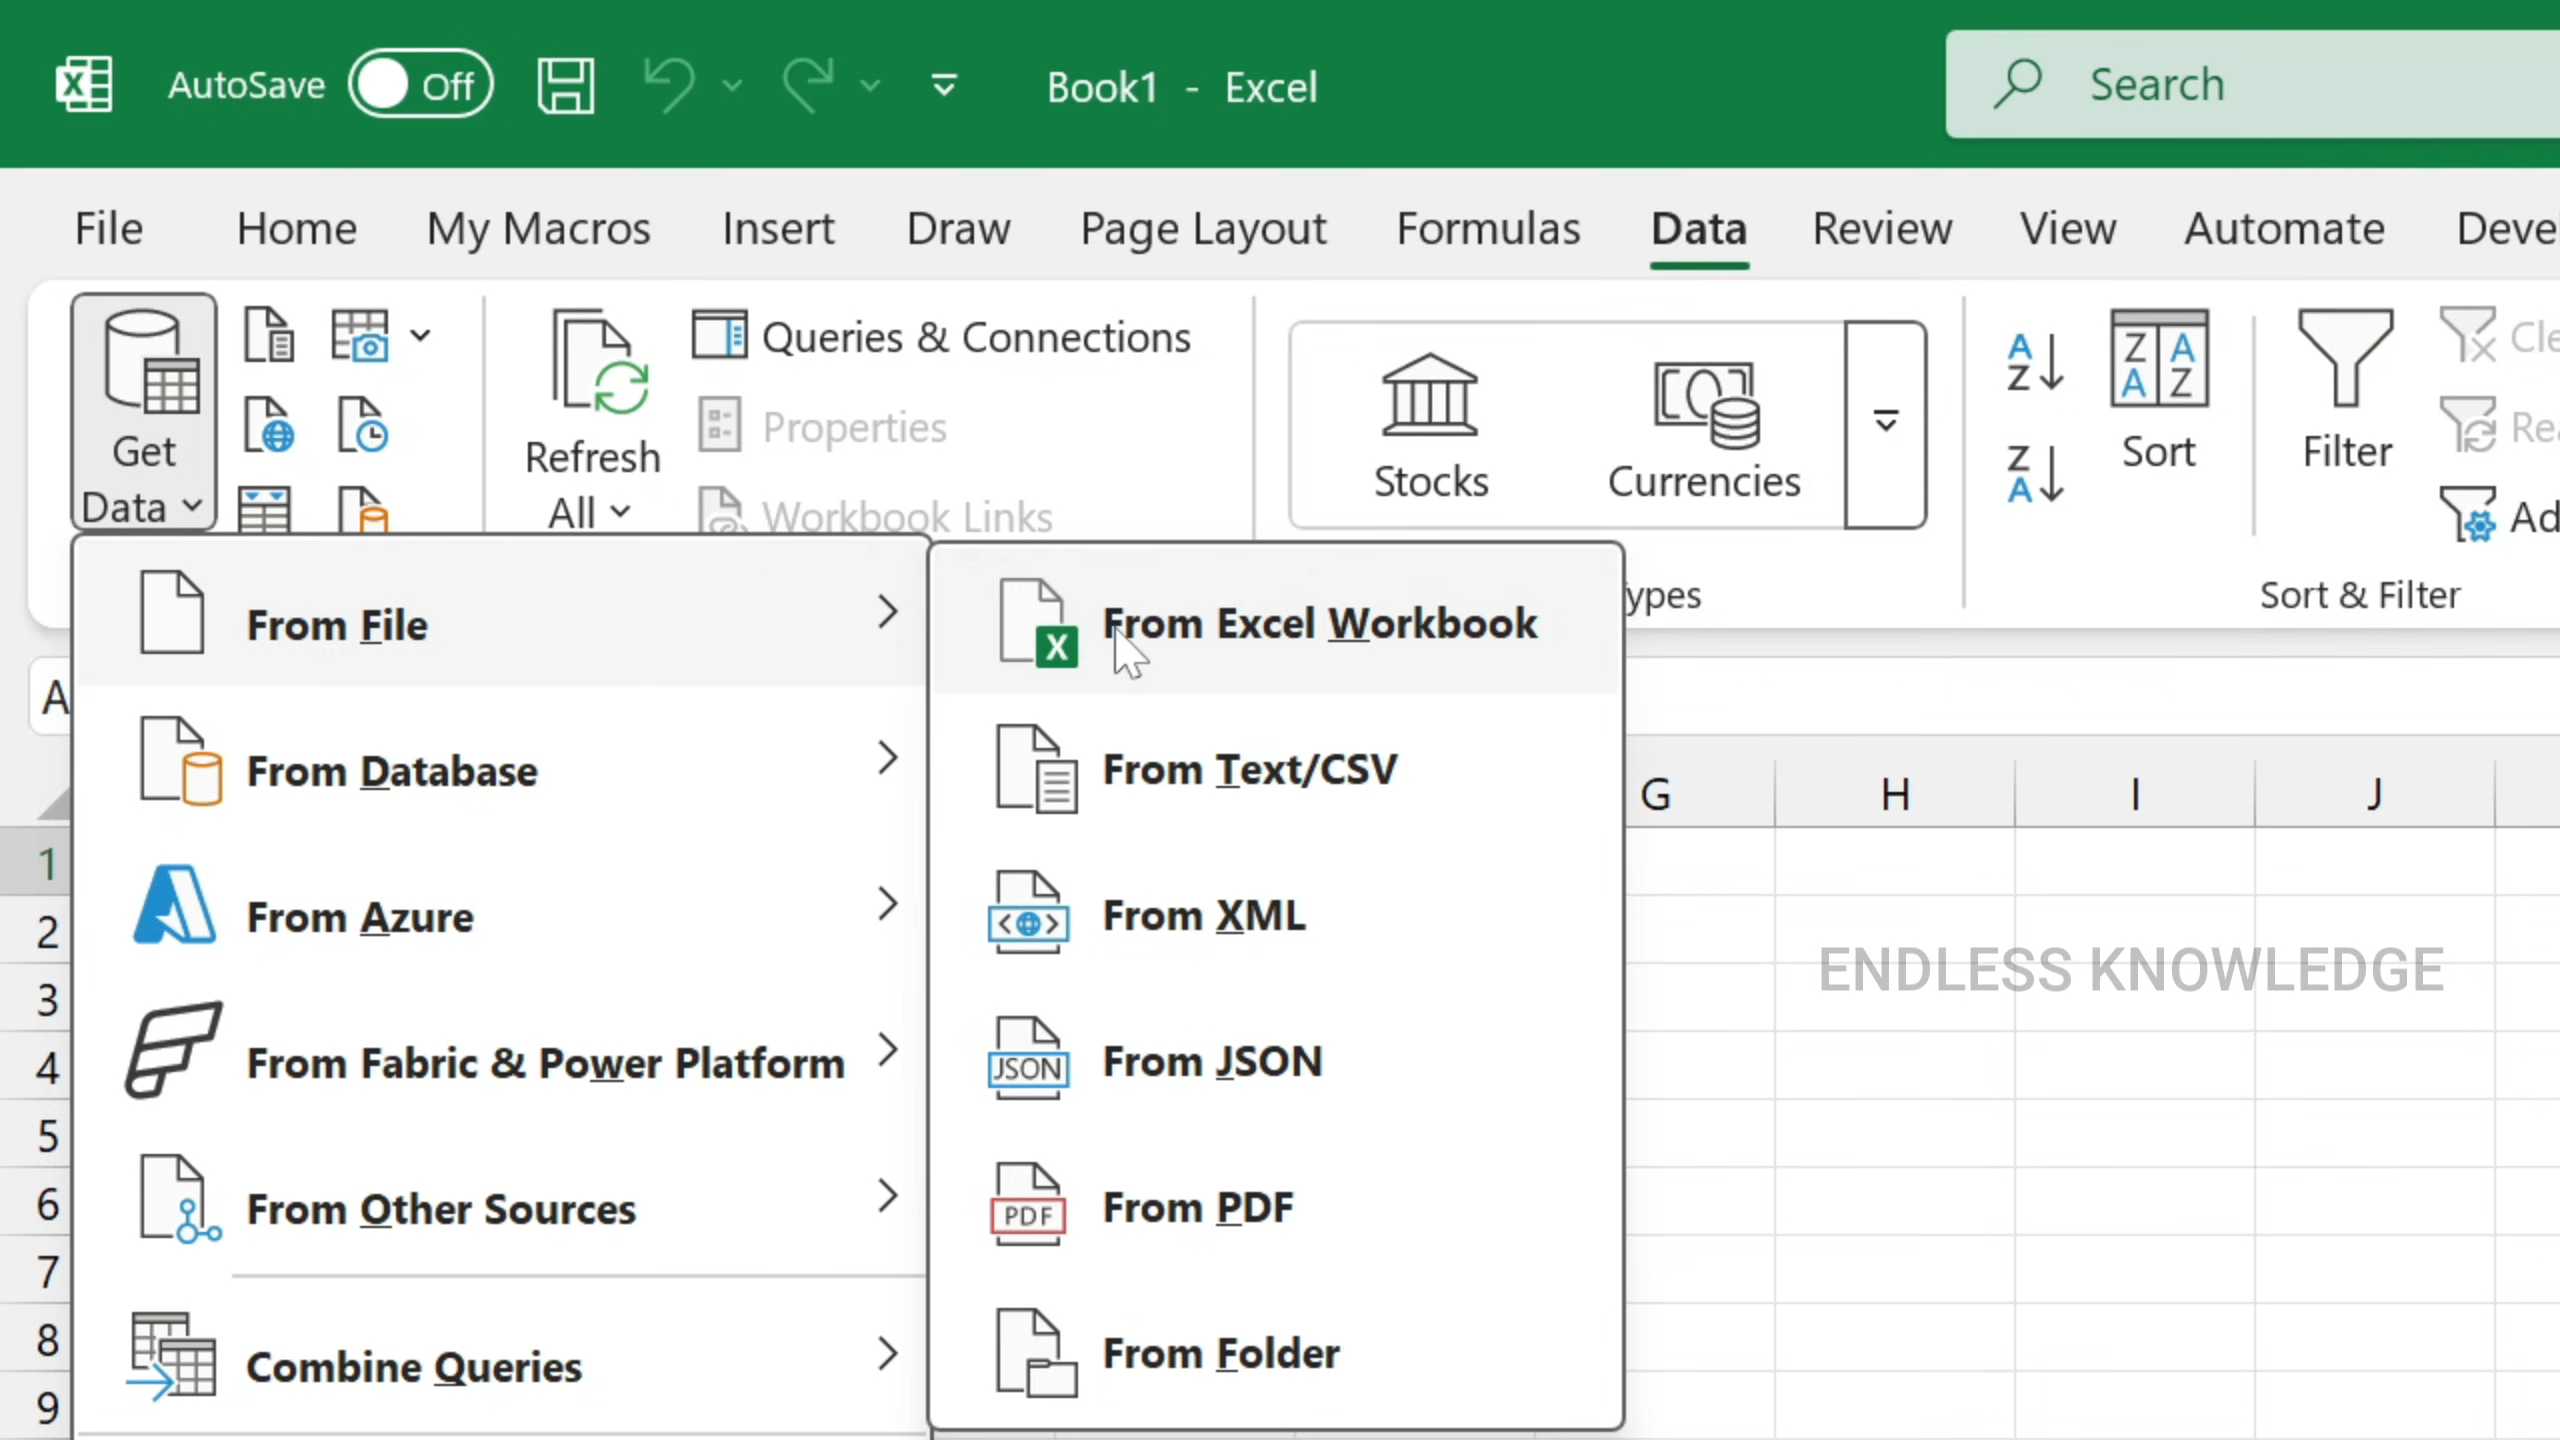 AutoSave Off Book1 - Excel Search
File Home My Macros Insert Draw Page Layout Formulas Data Review View Automate
Get Data
Refresh All
Queries & Connections
Properties
Workbook Links
Stocks
Currencies
A Z
Z A
Z A A Z
Sort
Filter
Sort & Filter
From File
From Database
From Azure
From Fabric & Power Platform
From Other Sources
Combine Queries
X From Excel Workbook
From Text/CSV
From XML
JSON From JSON
PDF From PDF
From Folder
G H I J
1
2
3
4
5
6
7
8
9
ENDLESS KNOWLEDGE